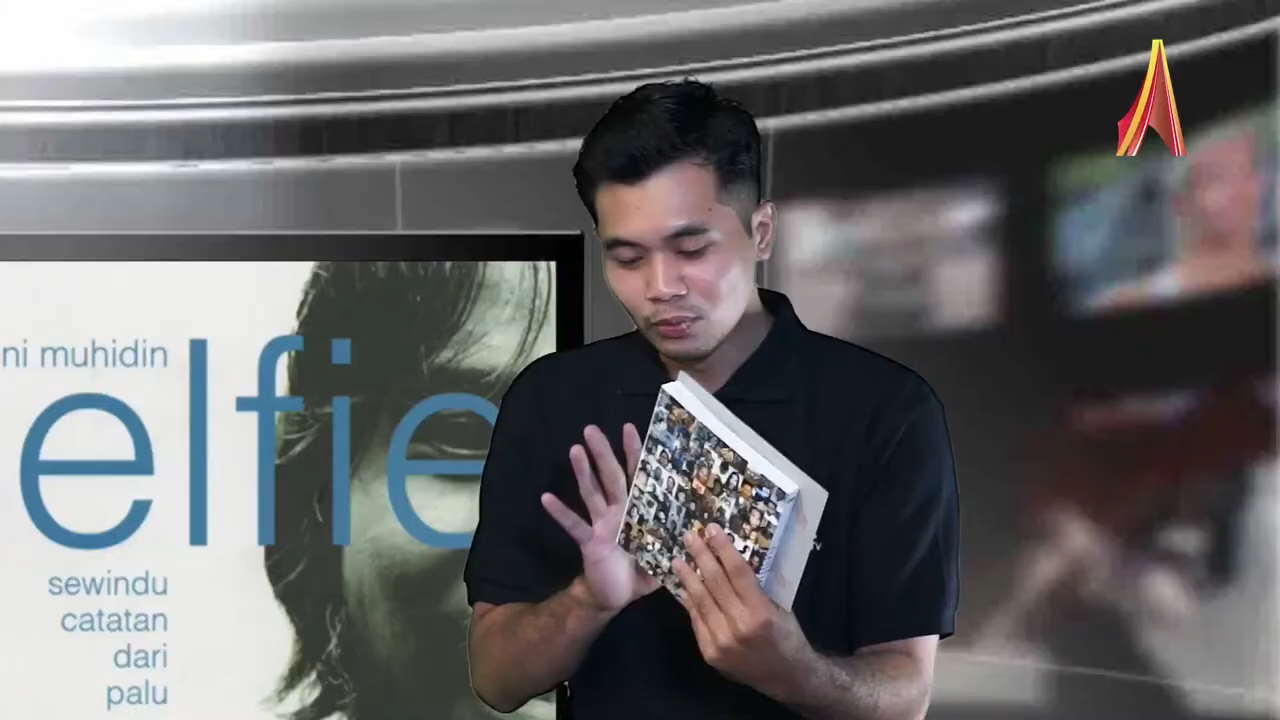 ni muhidin
elfie
sewindu
catatan
dari
palu